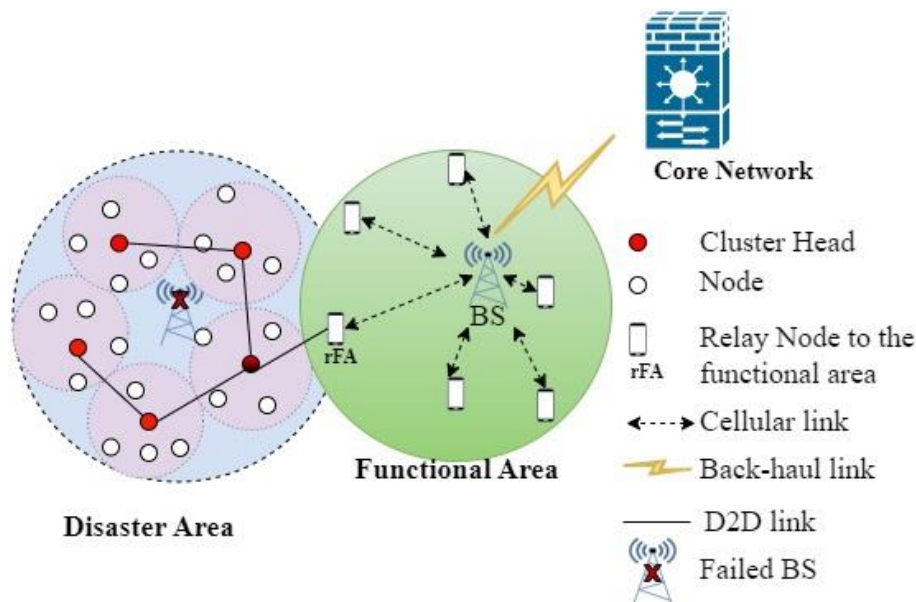 Core Network
BS
rFA
Functional Area
Disaster Area
Cluster Head
Node
Relay Node to the
rFA
functional area
Cellular link
Back-haul link
D2D link
Failed BS